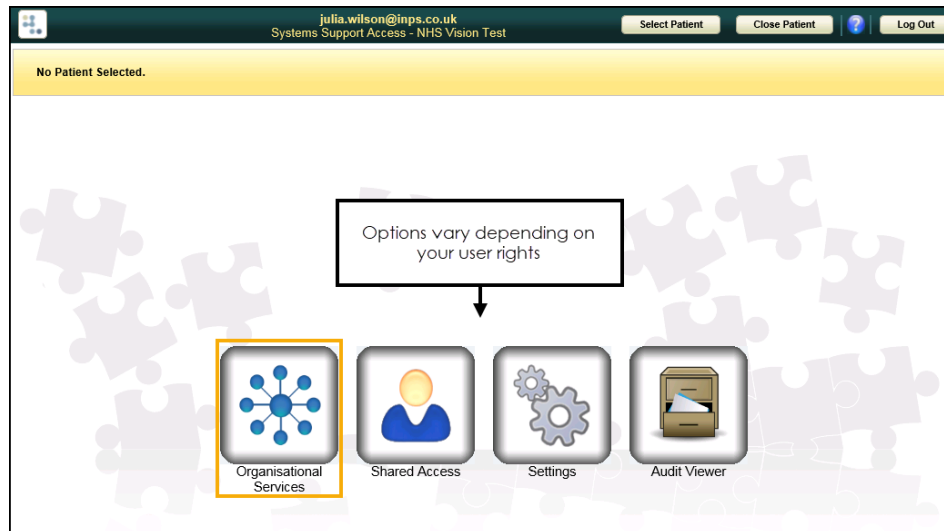 julia.wilson@inps.co.uk
Systems Support Access - NHS Vision Test
Select Patient
Close Patient
?
Log Out
No Patient Selected.
Options vary depending on
your user rights
Organisational
Services
Shared Access
Settings
Audit Viewer